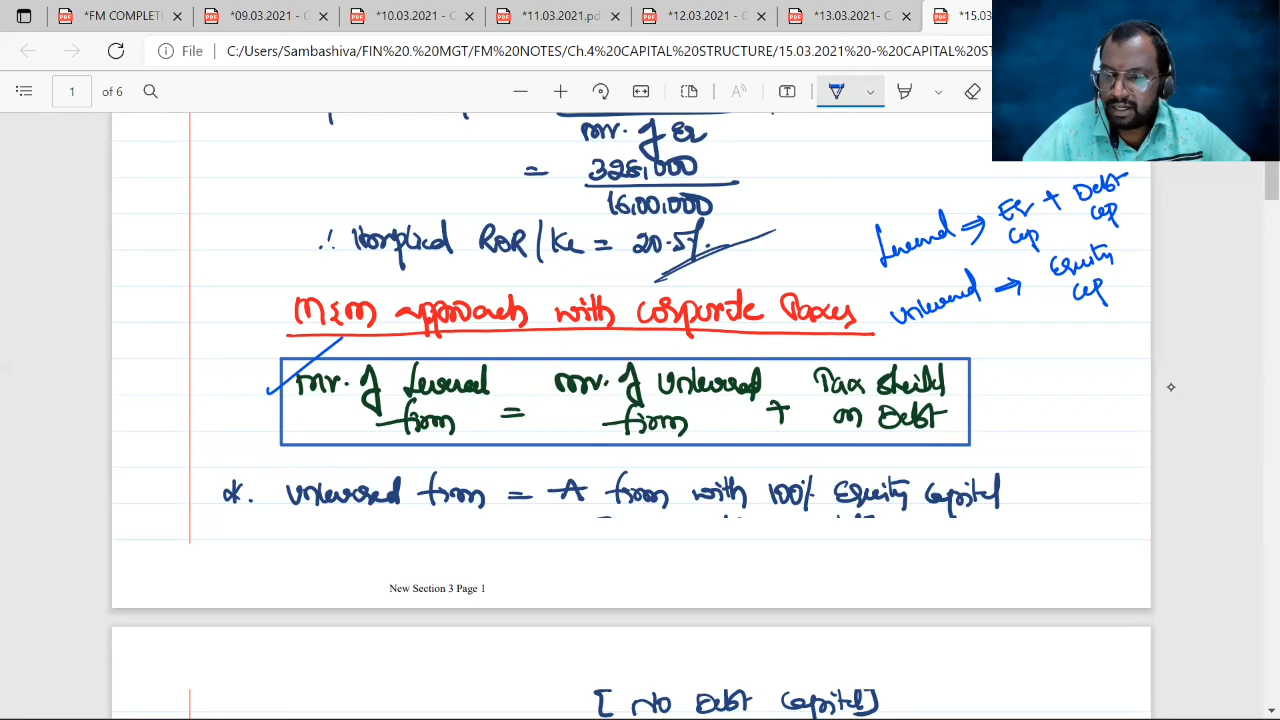 *FM COMPLET
*09.03.2021 - C
*10.03.2021 - C
*11.03.2021.pd
*12.03.2021 - C
*13.03.2021- C
*15.03
File
C:/Users/Sambashiva/FIN%20.%20MGT/FM%20NOTES/Ch.4%20CAPITAL%20STRUCTURE/15.03.2021%20-%20CAPITAL%20ST
1 of 6
mv. of Eq
= 328,000
16,00,000
∴ Implied ROR / Ke = 20.5%.
Levered ⇒ Eq cap + Debt cap
Unlevered ⇒ Equity cap
M&M approach with corporate Taxes
mv. of Levered firm = mv. of Unlevered firm + Tax sheild on Debt
*. Unlevered firm = A firm with 100% Equity Capital
New Section 3 Page 1
[ No Debt Capital]